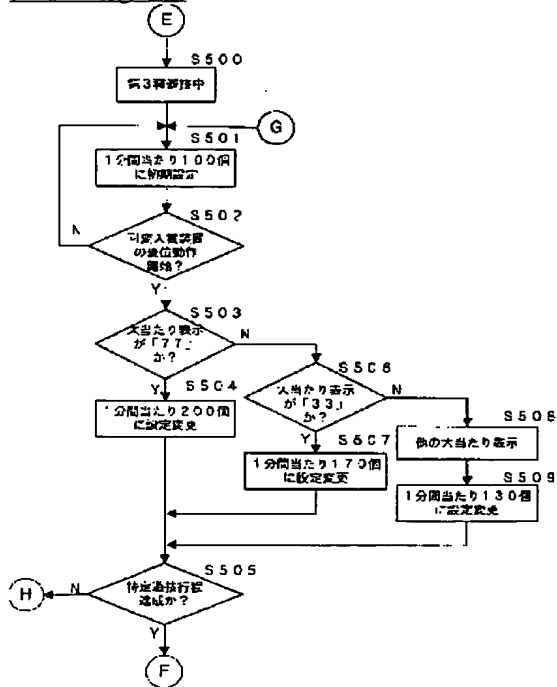 E
S500
第3種遊技中
G
S501
1分間当たり100個
に初期設定
S502
N
可変入賞装置
の変位動作
開始?
Y
S503
大当たり表示
が「77」
か?
N
Y
S504
1分間当たり200個
に設定変更
S506
大当たり表示
が「33」
か?
N
Y
S507
1分間当たり170個
に設定変更
S508
他の大当たり表示
S509
1分間当たり130個
に設定変更
S505
H
N
特定遊技行程
達成か?
Y
F